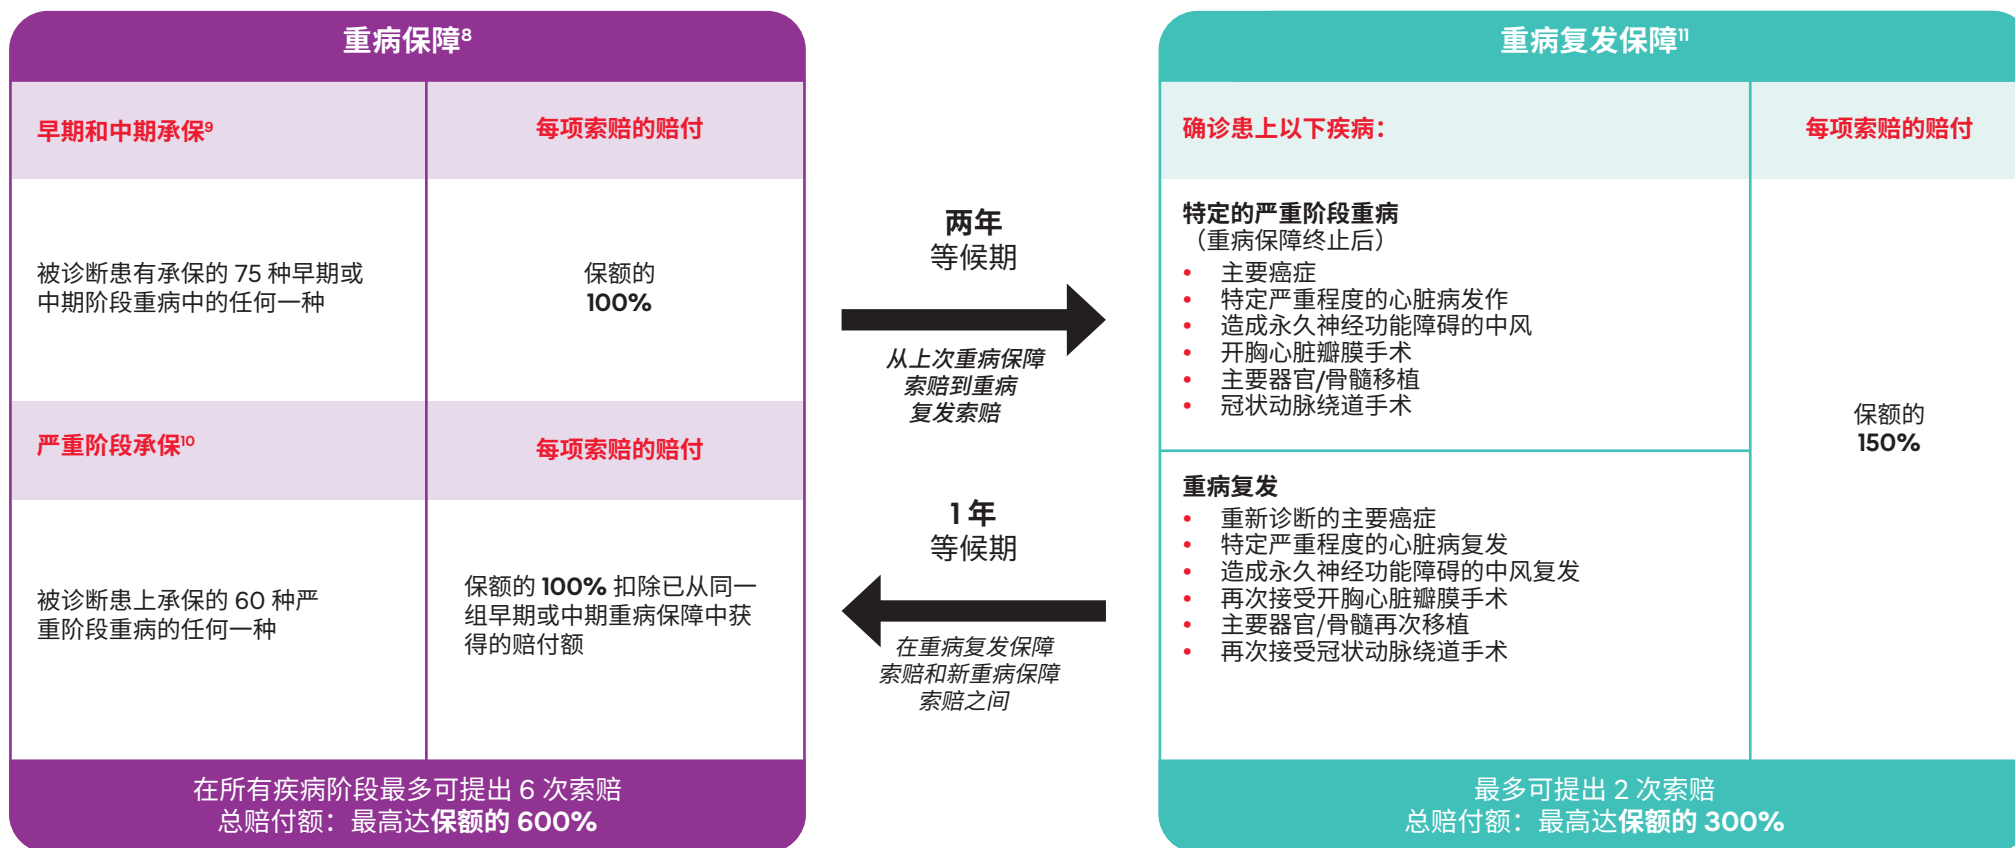 重病保障8
早期和中期承保9
每项索赔的赔付
被诊断患有承保的 75 种早期或
中期阶段重病中的任何一种
保额的
100%
严重阶段承保10
每项索赔的赔付
被诊断患上承保的 60 种严
重阶段重病的任何一种
保额的 100% 扣除已从同一
组早期或中期重病保障中获
得的赔付额
在所有疾病阶段最多可提出 6 次索赔
总赔付额：最高达保额的 600%
两年
等候期
从上次重病保障
索赔到重病
复发索赔
1 年
等候期
在重病复发保障
索赔和新重病保障
索赔之间
重病复发保障11
确诊患上以下疾病：
每项索赔的赔付
特定的严重阶段重病
（重病保障终止后）
• 主要癌症
• 特定严重程度的心脏病发作
• 造成永久神经功能障碍的中风
• 开胸心脏瓣膜手术
• 主要器官/骨髓移植
• 冠状动脉绕道手术
重病复发
• 重新诊断的主要癌症
• 特定严重程度的心脏病复发
• 造成永久神经功能障碍的中风复发
• 再次接受开胸心脏瓣膜手术
• 主要器官/骨髓再次移植
• 再次接受冠状动脉绕道手术
保额的
150%
最多可提出 2 次索赔
总赔付额：最高达保额的 300%